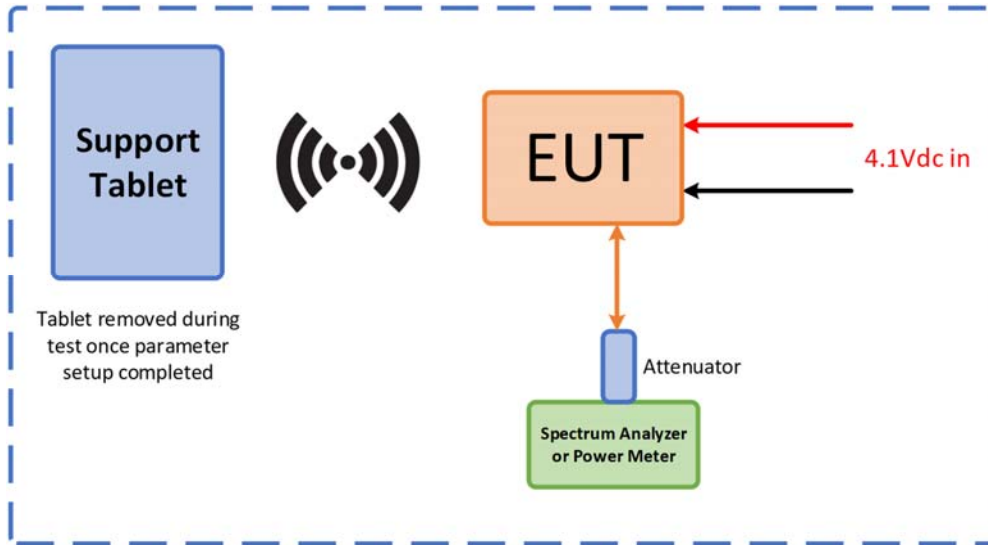 Support
Tablet
Tablet removed during
test once parameter
setup completed
EUT
4.1Vdc in
Attenuator
Spectrum Analyzer
or Power Meter